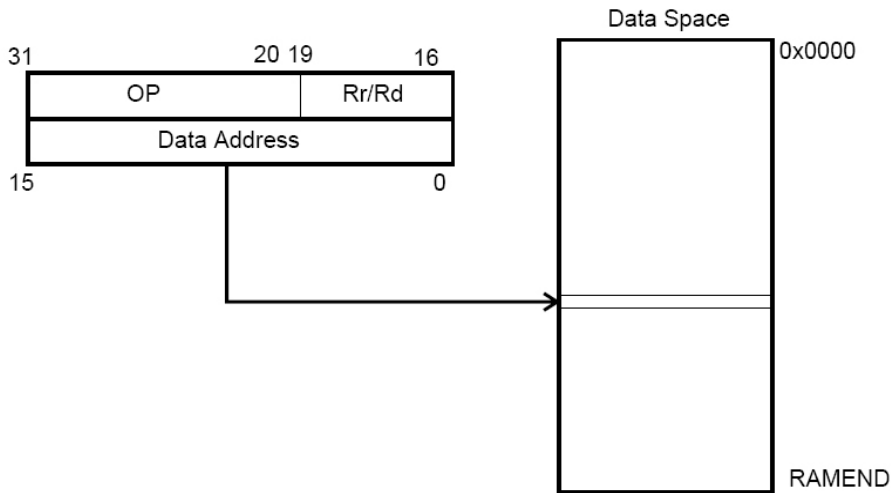 Data Space
31 20 19 16
0x0000
OP Rr/Rd
Data Address
15 0
RAMEND